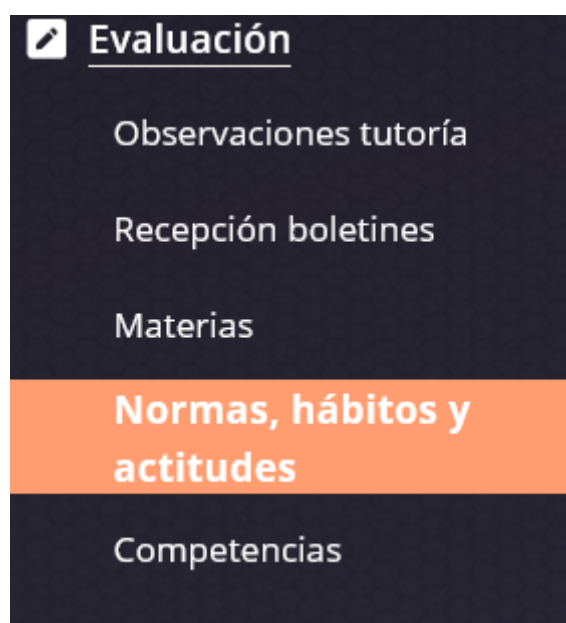 Evaluación
Observaciones tutoría
Recepción boletines
Materias
Normas, hábitos y
actitudes
Competencias